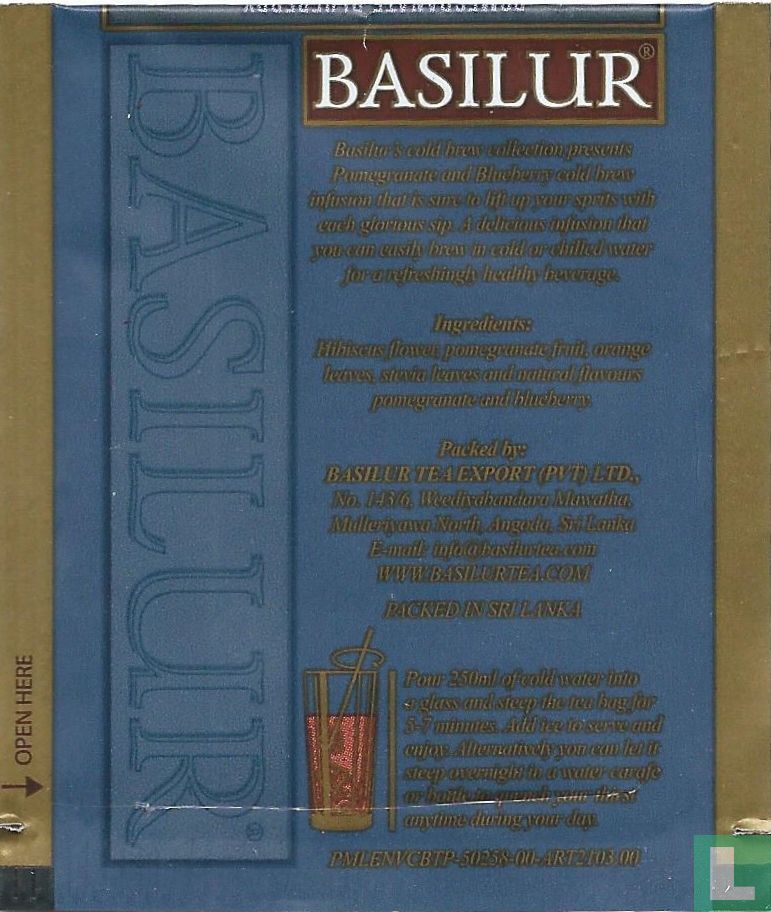 BASILUR®
Basilur's cold brew collection presents
Pomegranate and Blueberry cold brew
infusion that is sure to lift up your sprits with
each glorious sip. A delicious infusion that
you can easily brew in cold or chilled water
for a refreshingly healthy beverage.
Ingredients:
Hibiscus flower, pomegranate fruit, orange
leaves, stevia leaves and natural flavours
pomegranate and blueberry.
Packed by:
BASILUR TEA EXPORT (PVT) LTD.,
No. 143/6, Weediyabandara Mawatha,
Mulleriyawa North, Angoda, Sri Lanka
E-mail: info@basilurtea.com
WWW.BASILURTEA.COM
PACKED IN SRI LANKA
Pour 250ml of cold water into
a glass and steep the tea bag for
5-7 minutes. Add ice to serve and
enjoy. Alternatively you can let it
steep overnight in a water carafe
or bottle to quench your thirst
anytime during your day.
PMLENVCBTP-50258-00-ART2103.00
BASILUR®
OPEN HERE
L